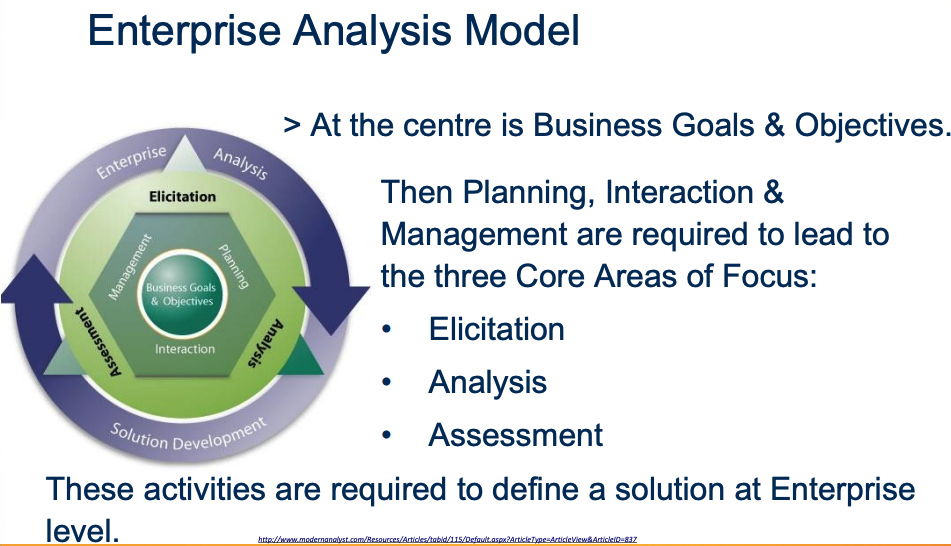 Enterprise Analysis Model
> At the centre is Business Goals & Objectives.
Then Planning, Interaction &
Management are required to lead to
the three Core Areas of Focus:
• Elicitation
• Analysis
• Assessment
Enterprise Analysis
Elicitation
Management
Planning
Business Goals
& Objectives
Interaction
Assessment
Analysis
Solution Development
These activities are required to define a solution at Enterprise
level.
http://www.modernanalyst.com/Resources/Articles/tabid/115/Default.aspx?ArticleType=ArticleView&ArticleID=837